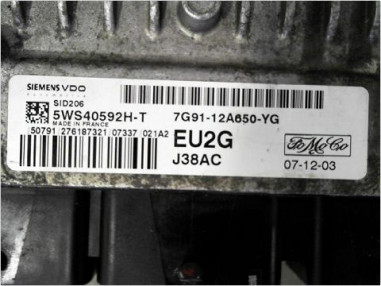 SIEMENS VDO
SID206
5WS40592H-T 7G91-12A650-YG
MADE IN FRANCE
50791 276187321 07337 021A2
EU2G
J38AC
FoMoCo
07-12-03